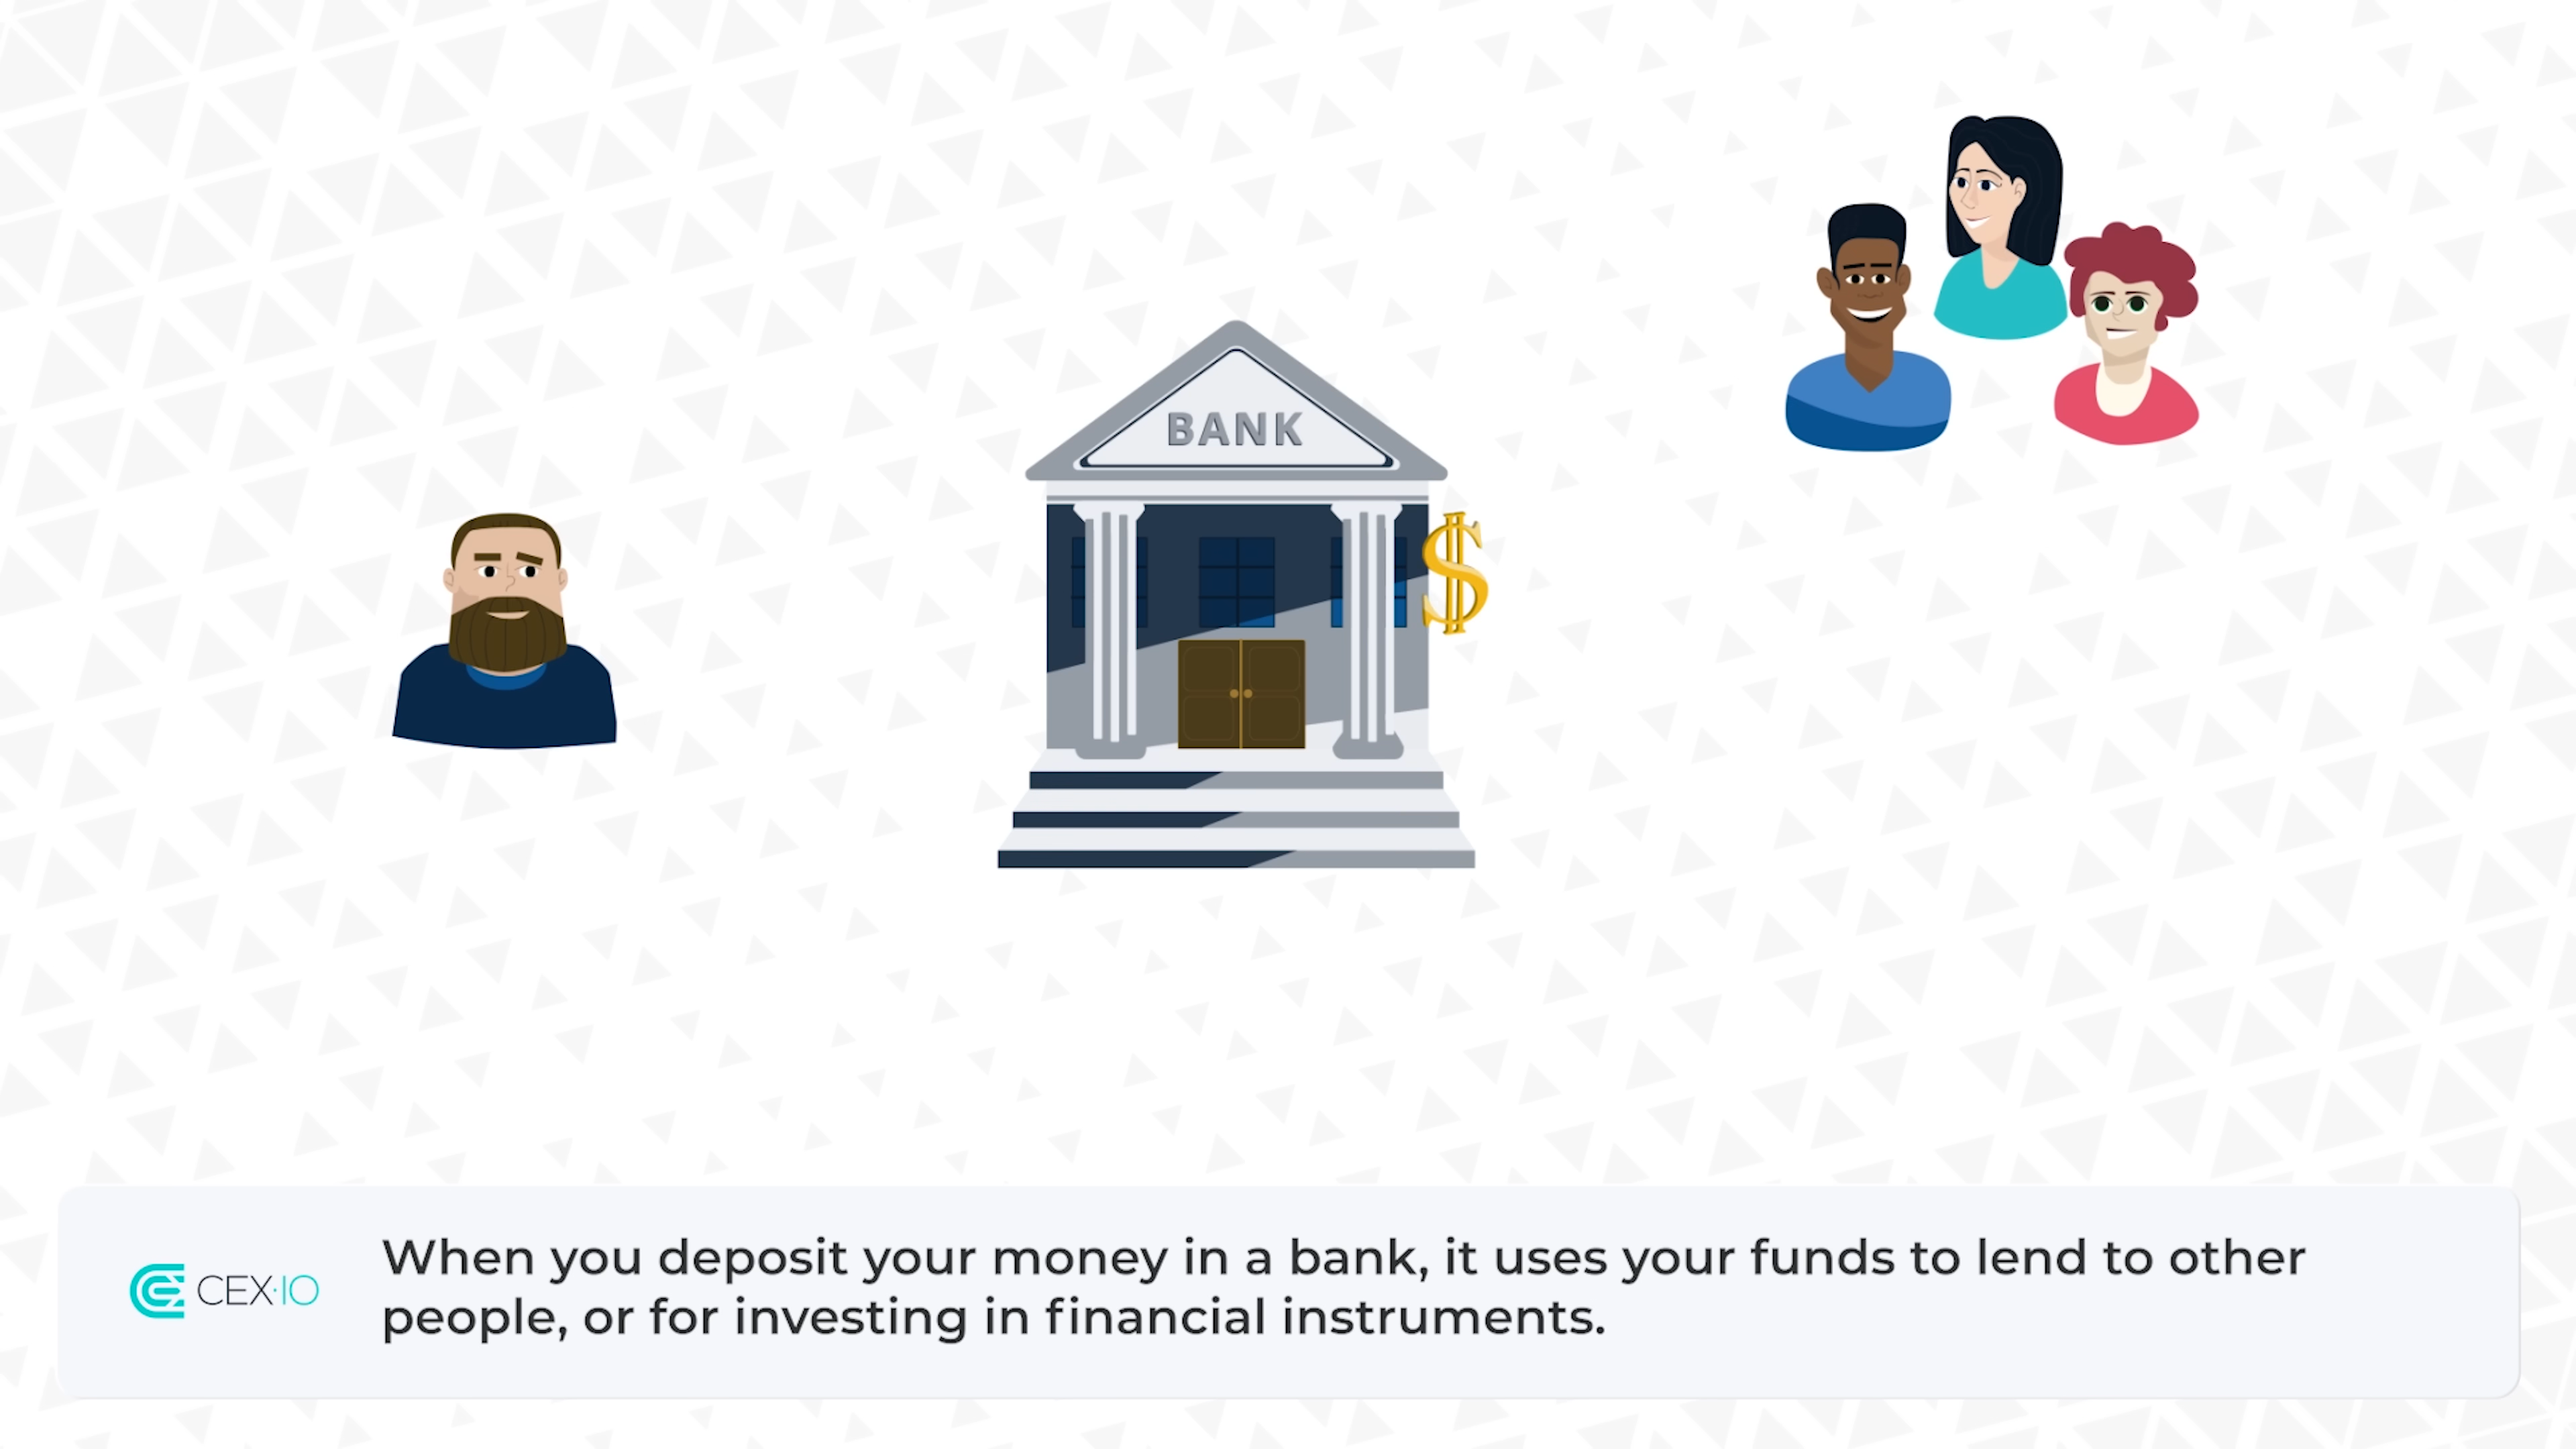 BANK
$
CEX·IO
When you deposit your money in a bank, it uses your funds to lend to other
people, or for investing in financial instruments.